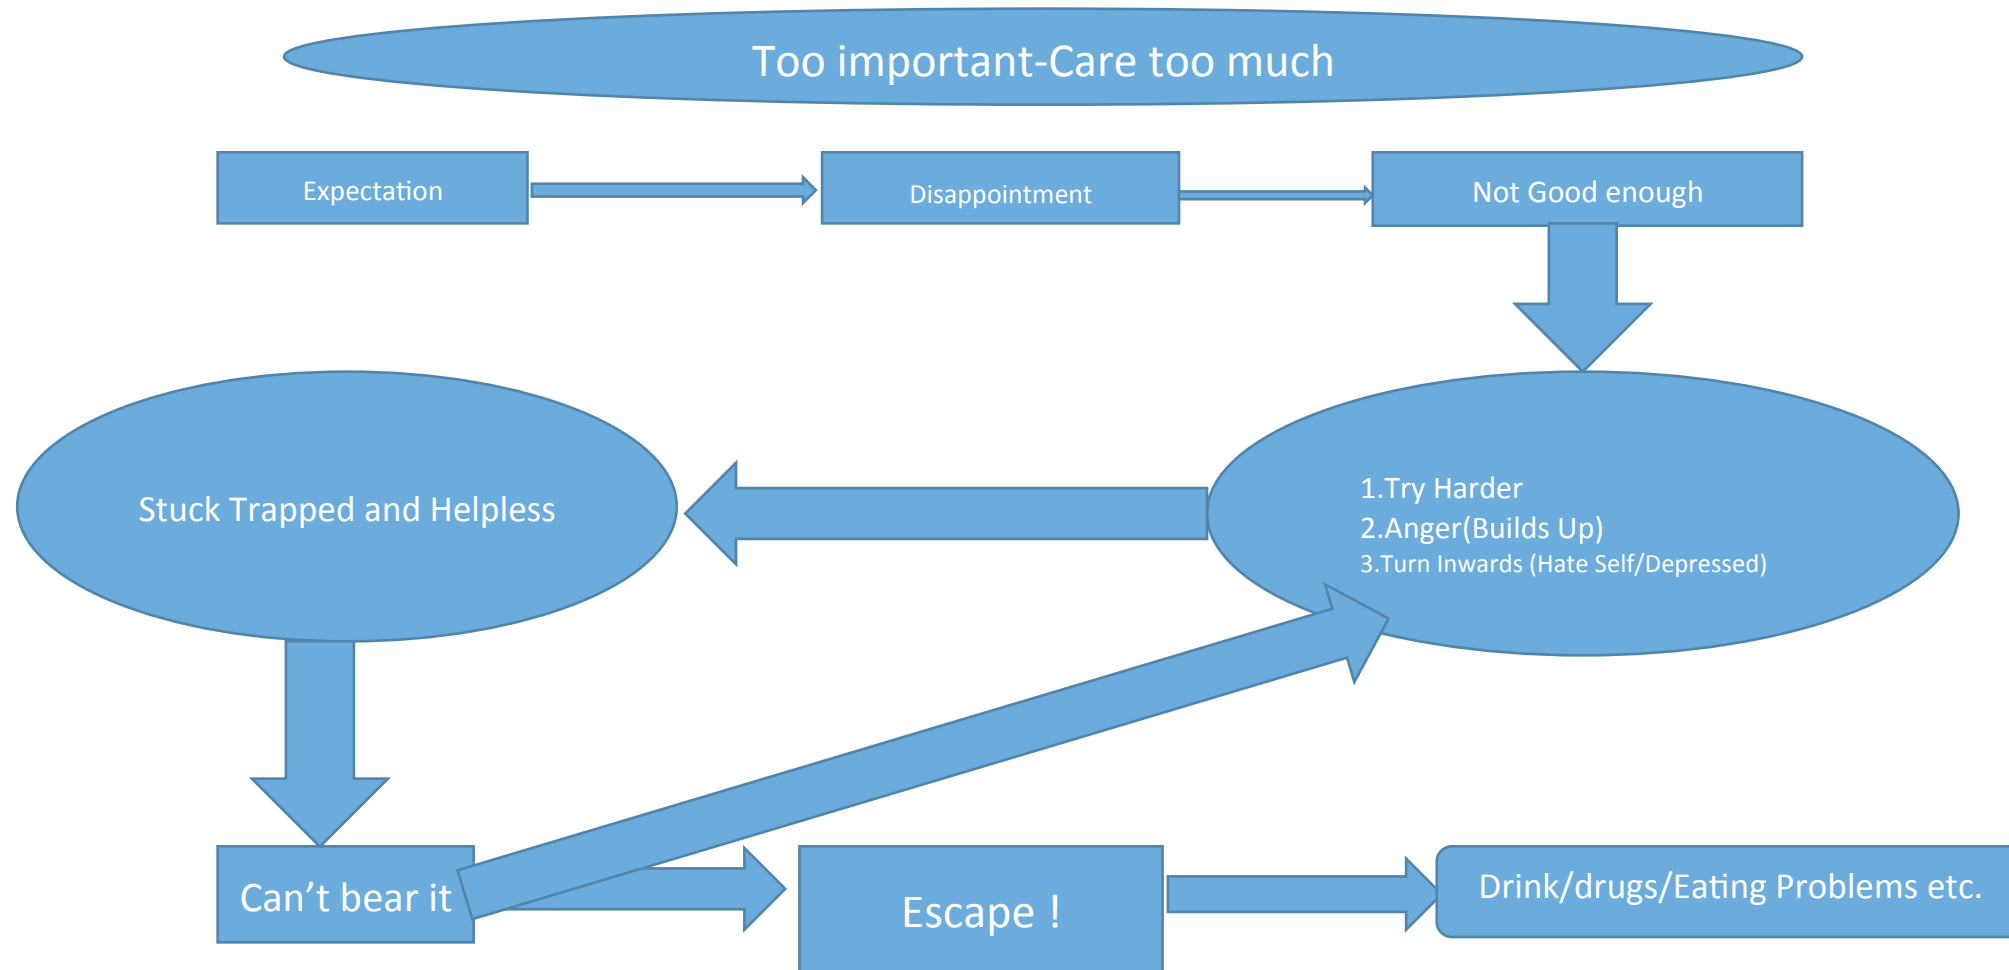 Too important-Care too much
Expectation
Disappointment
Not Good enough
1.Try Harder
2.Anger(Builds Up)
3.Turn Inwards (Hate Self/Depressed)
Stuck Trapped and Helpless
Can’t bear it
Escape !
Drink/drugs/Eating Problems etc.